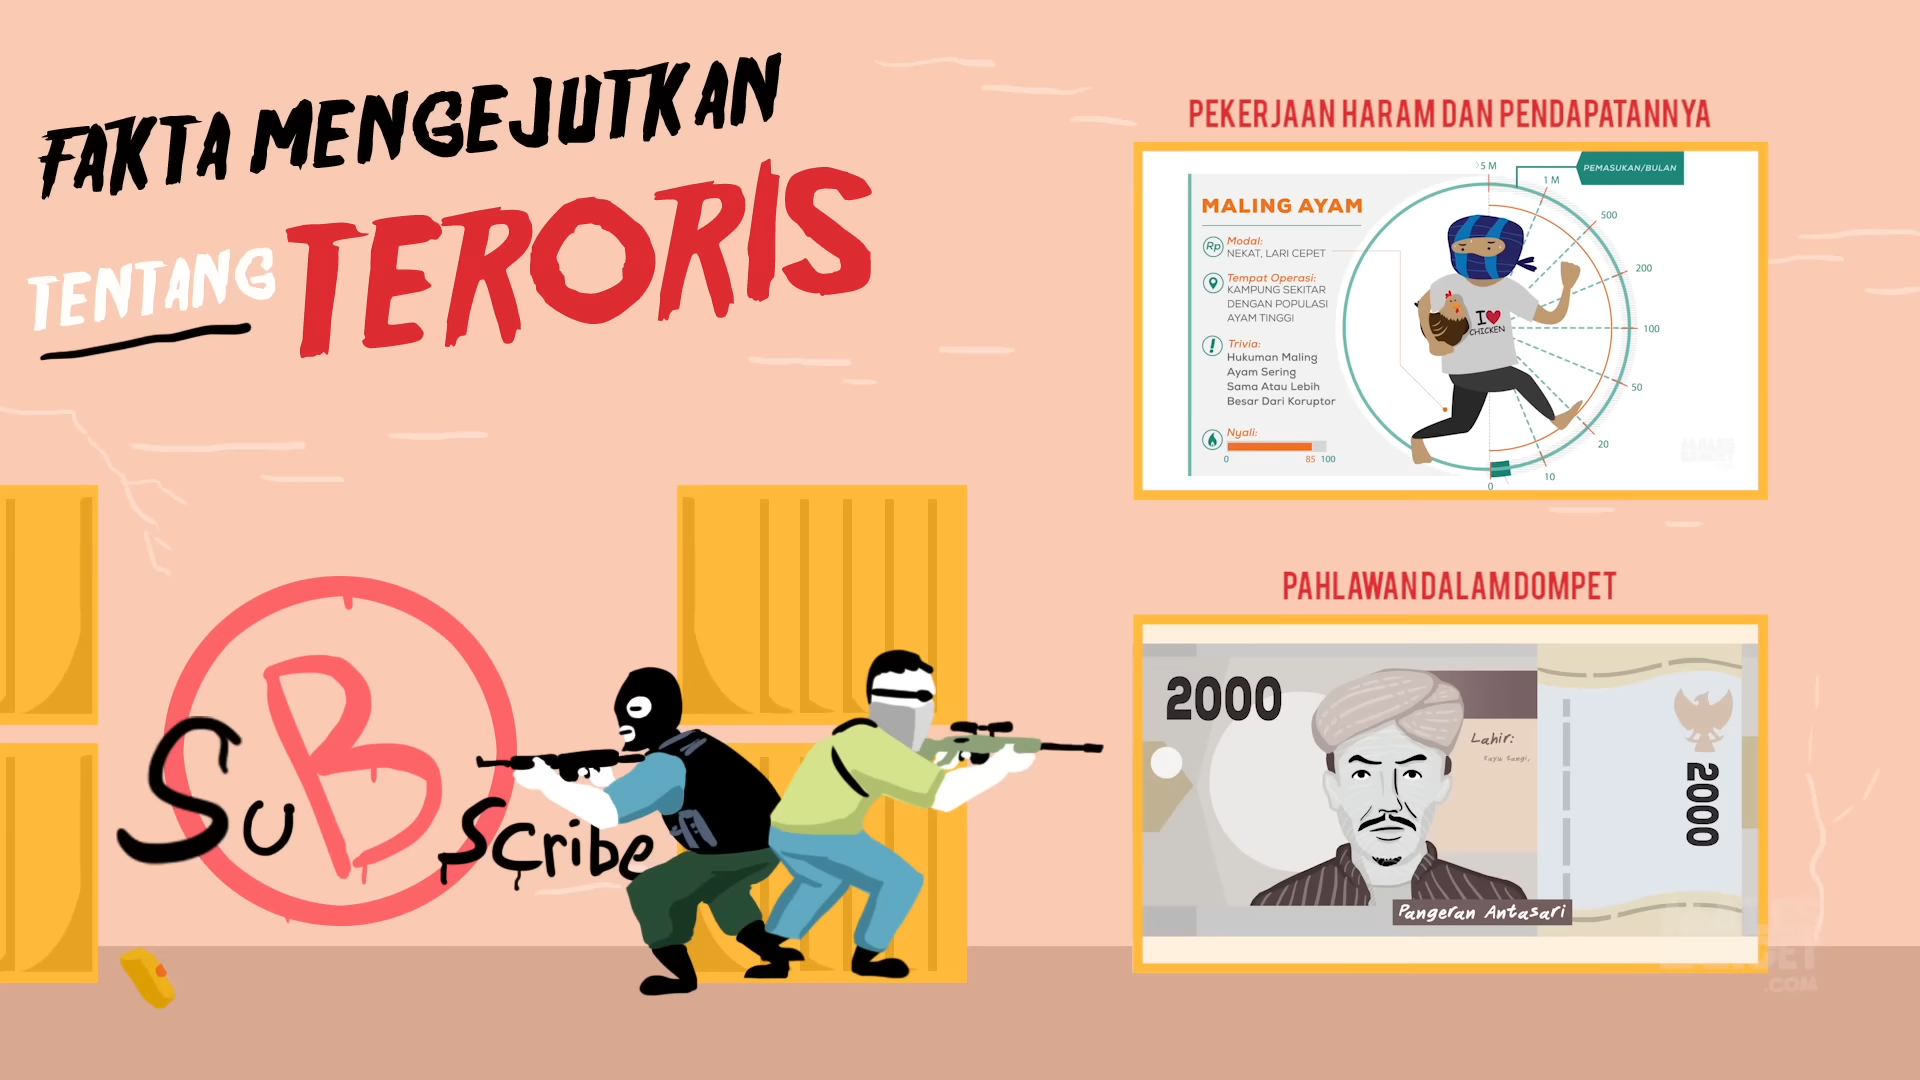 FAKTA MENGEJUTKAN
TENTANG TERORIS
SUBscribe
PEKERJAAN HARAM DAN PENDAPATANNYA
MALING AYAM
Rp
Modal:
NEKAT, LARI CEPET
Tempat Operasi:
KAMPUNG SEKITAR
DENGAN POPULASI
AYAM TINGGI
!
Trivia:
Hukuman Maling
Ayam Sering
Sama Atau Lebih
Besar Dari Koruptor
Nyali:
0 85 100
PEMASUKAN/BULAN
>5 M
1 M
500
200
100
50
20
10
0
I ♥
CHICKEN
PAHLAWAN DALAM DOMPET
2000
Lahir:
2000
Pangeran Antasari
.COM